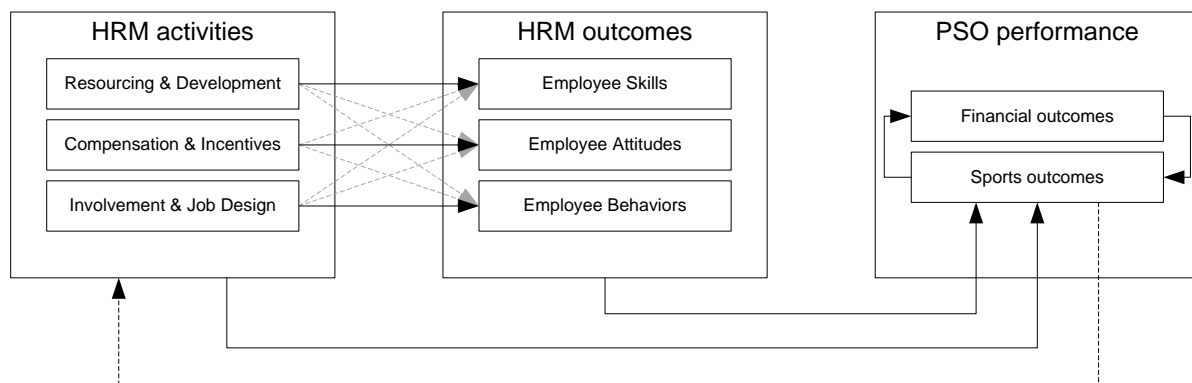 HRM activities
Resourcing & Development
Compensation & Incentives
Involvement & Job Design
HRM outcomes
Employee Skills
Employee Attitudes
Employee Behaviors
PSO performance
Financial outcomes
Sports outcomes